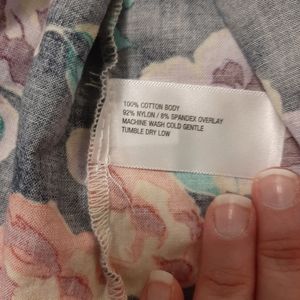 100% COTTON BODY
92% NYLON / 8% SPANDEX OVERLAY
MACHINE WASH COLD GENTLE
TUMBLE DRY LOW